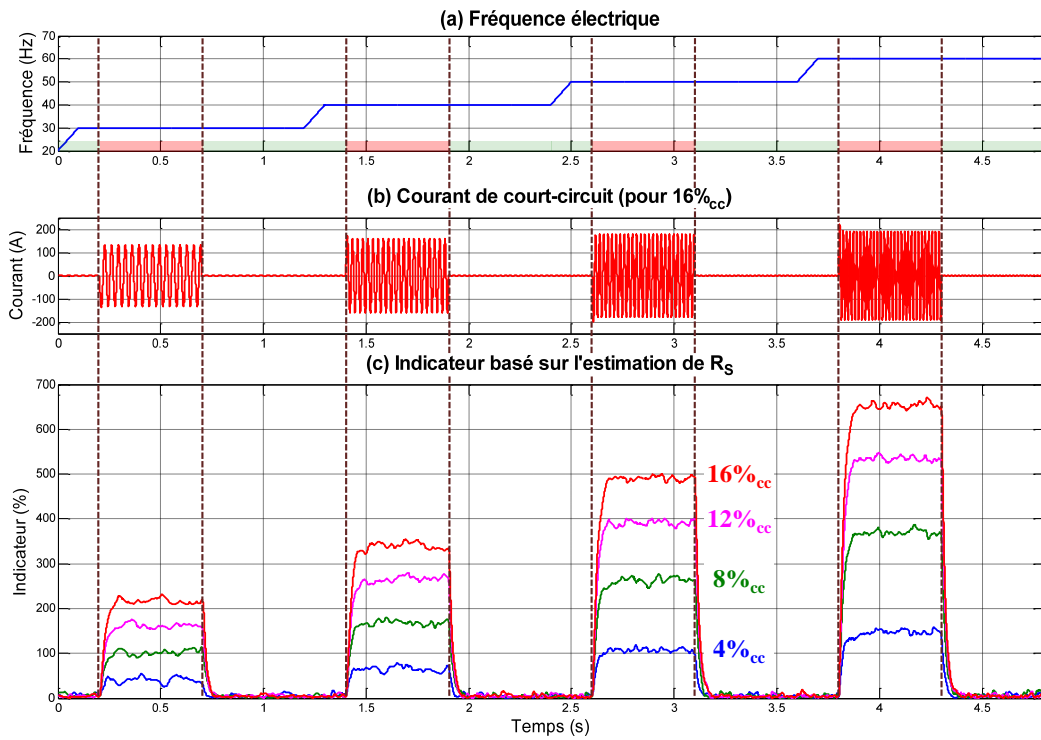 (a) Fréquence électrique
Fréquence (Hz)
70
60
50
40
30
20
0 0.5 1 1.5 2 2.5 3 3.5 4 4.5
(b) Courant de court-circuit (pour 16%cc)
Courant (A)
200
100
0
-100
-200
0 0.5 1 1.5 2 2.5 3 3.5 4 4.5
(c) Indicateur basé sur l'estimation de RS
Indicateur (%)
700
600
500
400
300
200
100
0
16%cc
12%cc
8%cc
4%cc
0 0.5 1 1.5 2 2.5 3 3.5 4 4.5
Temps (s)